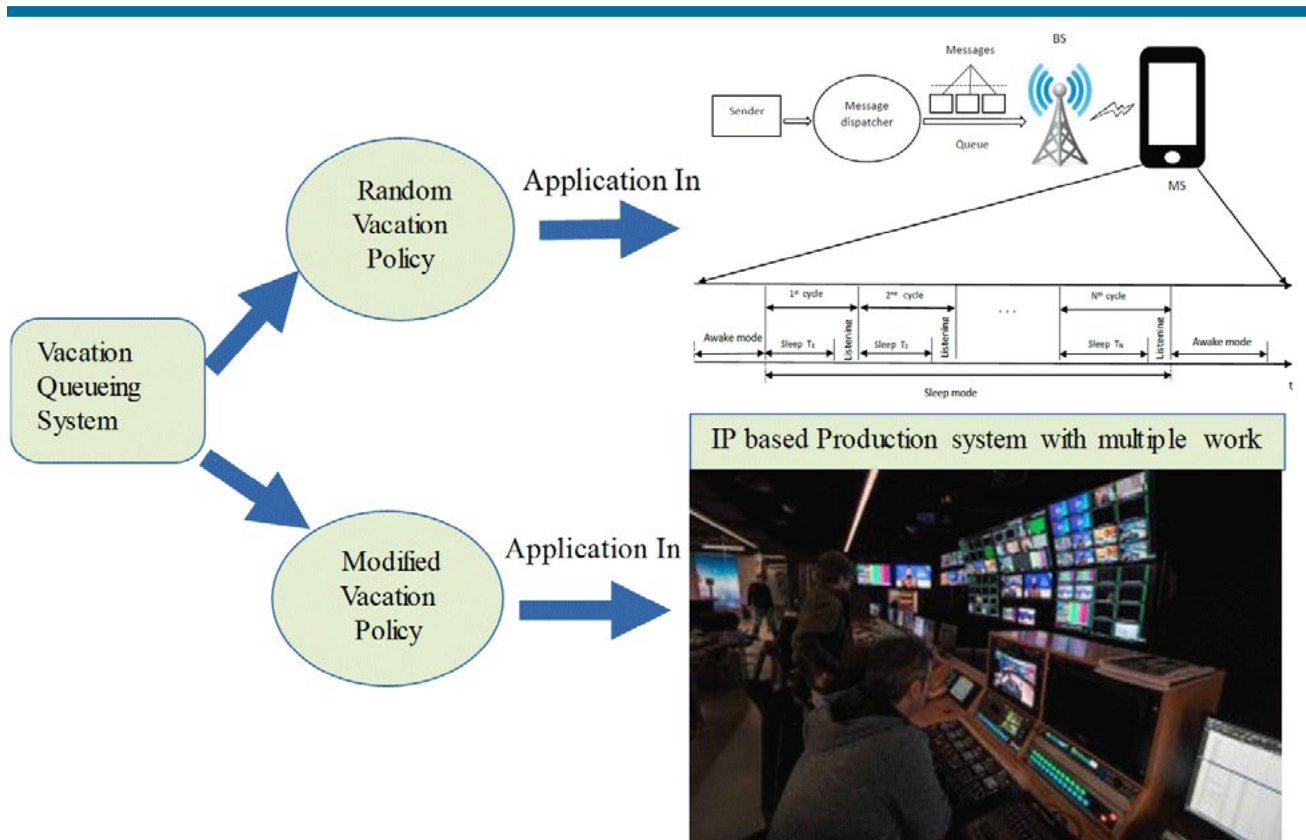 Messages
BS
Sender
Message
dispatcher
Queue
MS
Random
Vacation
Policy
Application In
1st cycle
2nd cycle
. . .
Nth cycle
Awake mode
Sleep T1
Listening
Sleep T2
Listening
Sleep TN
Listening
Awake mode
Sleep mode
t
Vacation
Queueing
System
IP based Production system with multiple work
Modified
Vacation
Policy
Application In